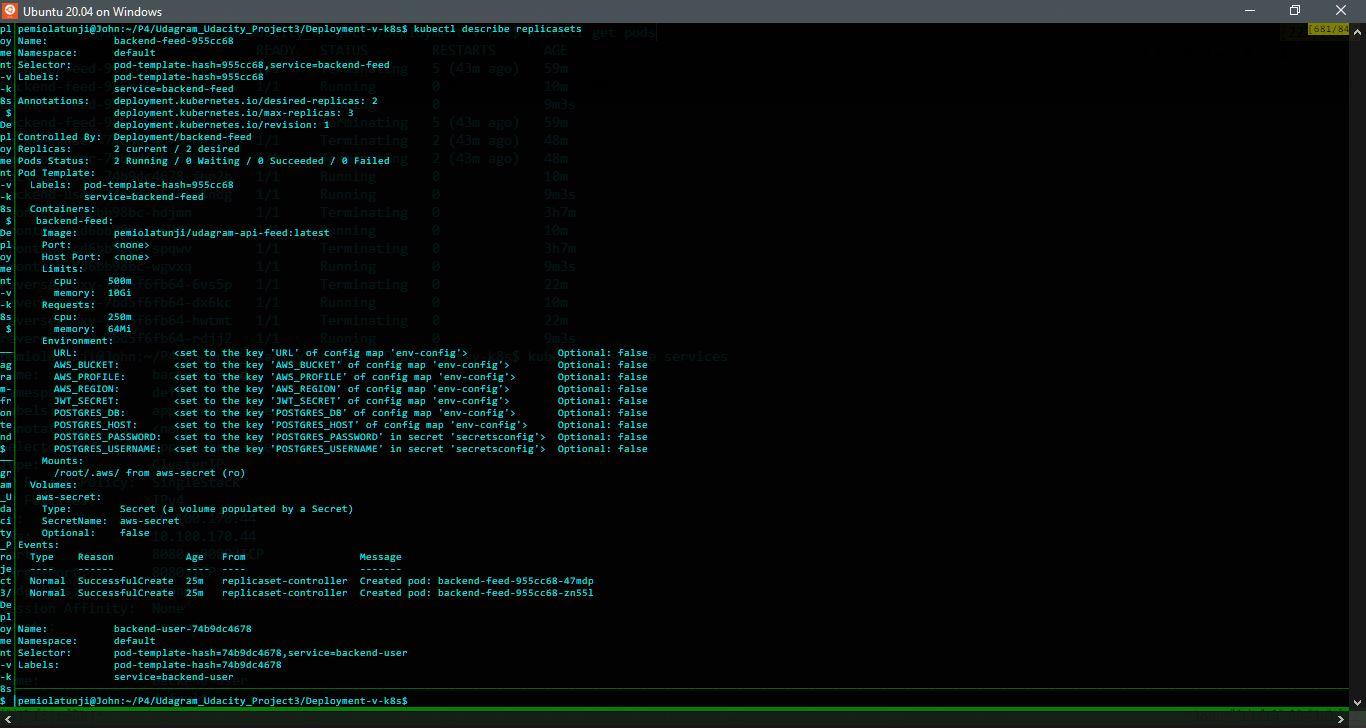 Ubuntu 20.04 on Windows
pemiolatunji@John:~/P4/Udagram_Udacity_Project3/Deployment-v-k8s$ kubectl describe replicasets
[681/84
Name: backend-feed-955cc68
Namespace: default
Selector: pod-template-hash=955cc68,service=backend-feed
Labels: pod-template-hash=955cc68
service=backend-feed
Annotations: deployment.kubernetes.io/desired-replicas: 2
deployment.kubernetes.io/max-replicas: 3
deployment.kubernetes.io/revision: 1
Controlled By: Deployment/backend-feed
Replicas: 2 current / 2 desired
Pods Status: 2 Running / 0 Waiting / 0 Succeeded / 0 Failed
Pod Template:
Labels: pod-template-hash=955cc68
service=backend-feed
Containers:
backend-feed:
Image: pemiolatunji/udagram-api-feed:latest
Port: <none>
Host Port: <none>
Limits:
cpu: 500m
memory: 10Gi
Requests:
cpu: 250m
memory: 64Mi
Environment:
URL: <set to the key 'URL' of config map 'env-config'> Optional: false
AWS_BUCKET: <set to the key 'AWS_BUCKET' of config map 'env-config'> Optional: false
AWS_PROFILE: <set to the key 'AWS_PROFILE' of config map 'env-config'> Optional: false
AWS_REGION: <set to the key 'AWS_REGION' of config map 'env-config'> Optional: false
JWT_SECRET: <set to the key 'JWT_SECRET' of config map 'env-config'> Optional: false
POSTGRES_DB: <set to the key 'POSTGRES_DB' of config map 'env-config'> Optional: false
POSTGRES_HOST: <set to the key 'POSTGRES_HOST' of config map 'env-config'> Optional: false
POSTGRES_PASSWORD: <set to the key 'POSTGRES_PASSWORD' in secret 'secretsconfig'> Optional: false
POSTGRES_USERNAME: <set to the key 'POSTGRES_USERNAME' in secret 'secretsconfig'> Optional: false
Mounts:
/root/.aws/ from aws-secret (ro)
Volumes:
aws-secret:
Type: Secret (a volume populated by a Secret)
SecretName: aws-secret
Optional: false
Events:
Type Reason Age From Message
---- ------ ---- ---- -------
Normal SuccessfulCreate 25m replicaset-controller Created pod: backend-feed-955cc68-47mdp
Normal SuccessfulCreate 25m replicaset-controller Created pod: backend-feed-955cc68-zn55l
Name: backend-user-74b9dc4678
Namespace: default
Selector: pod-template-hash=74b9dc4678,service=backend-user
Labels: pod-template-hash=74b9dc4678
service=backend-user
pemiolatunji@John:~/P4/Udagram_Udacity_Project3/Deployment-v-k8s$